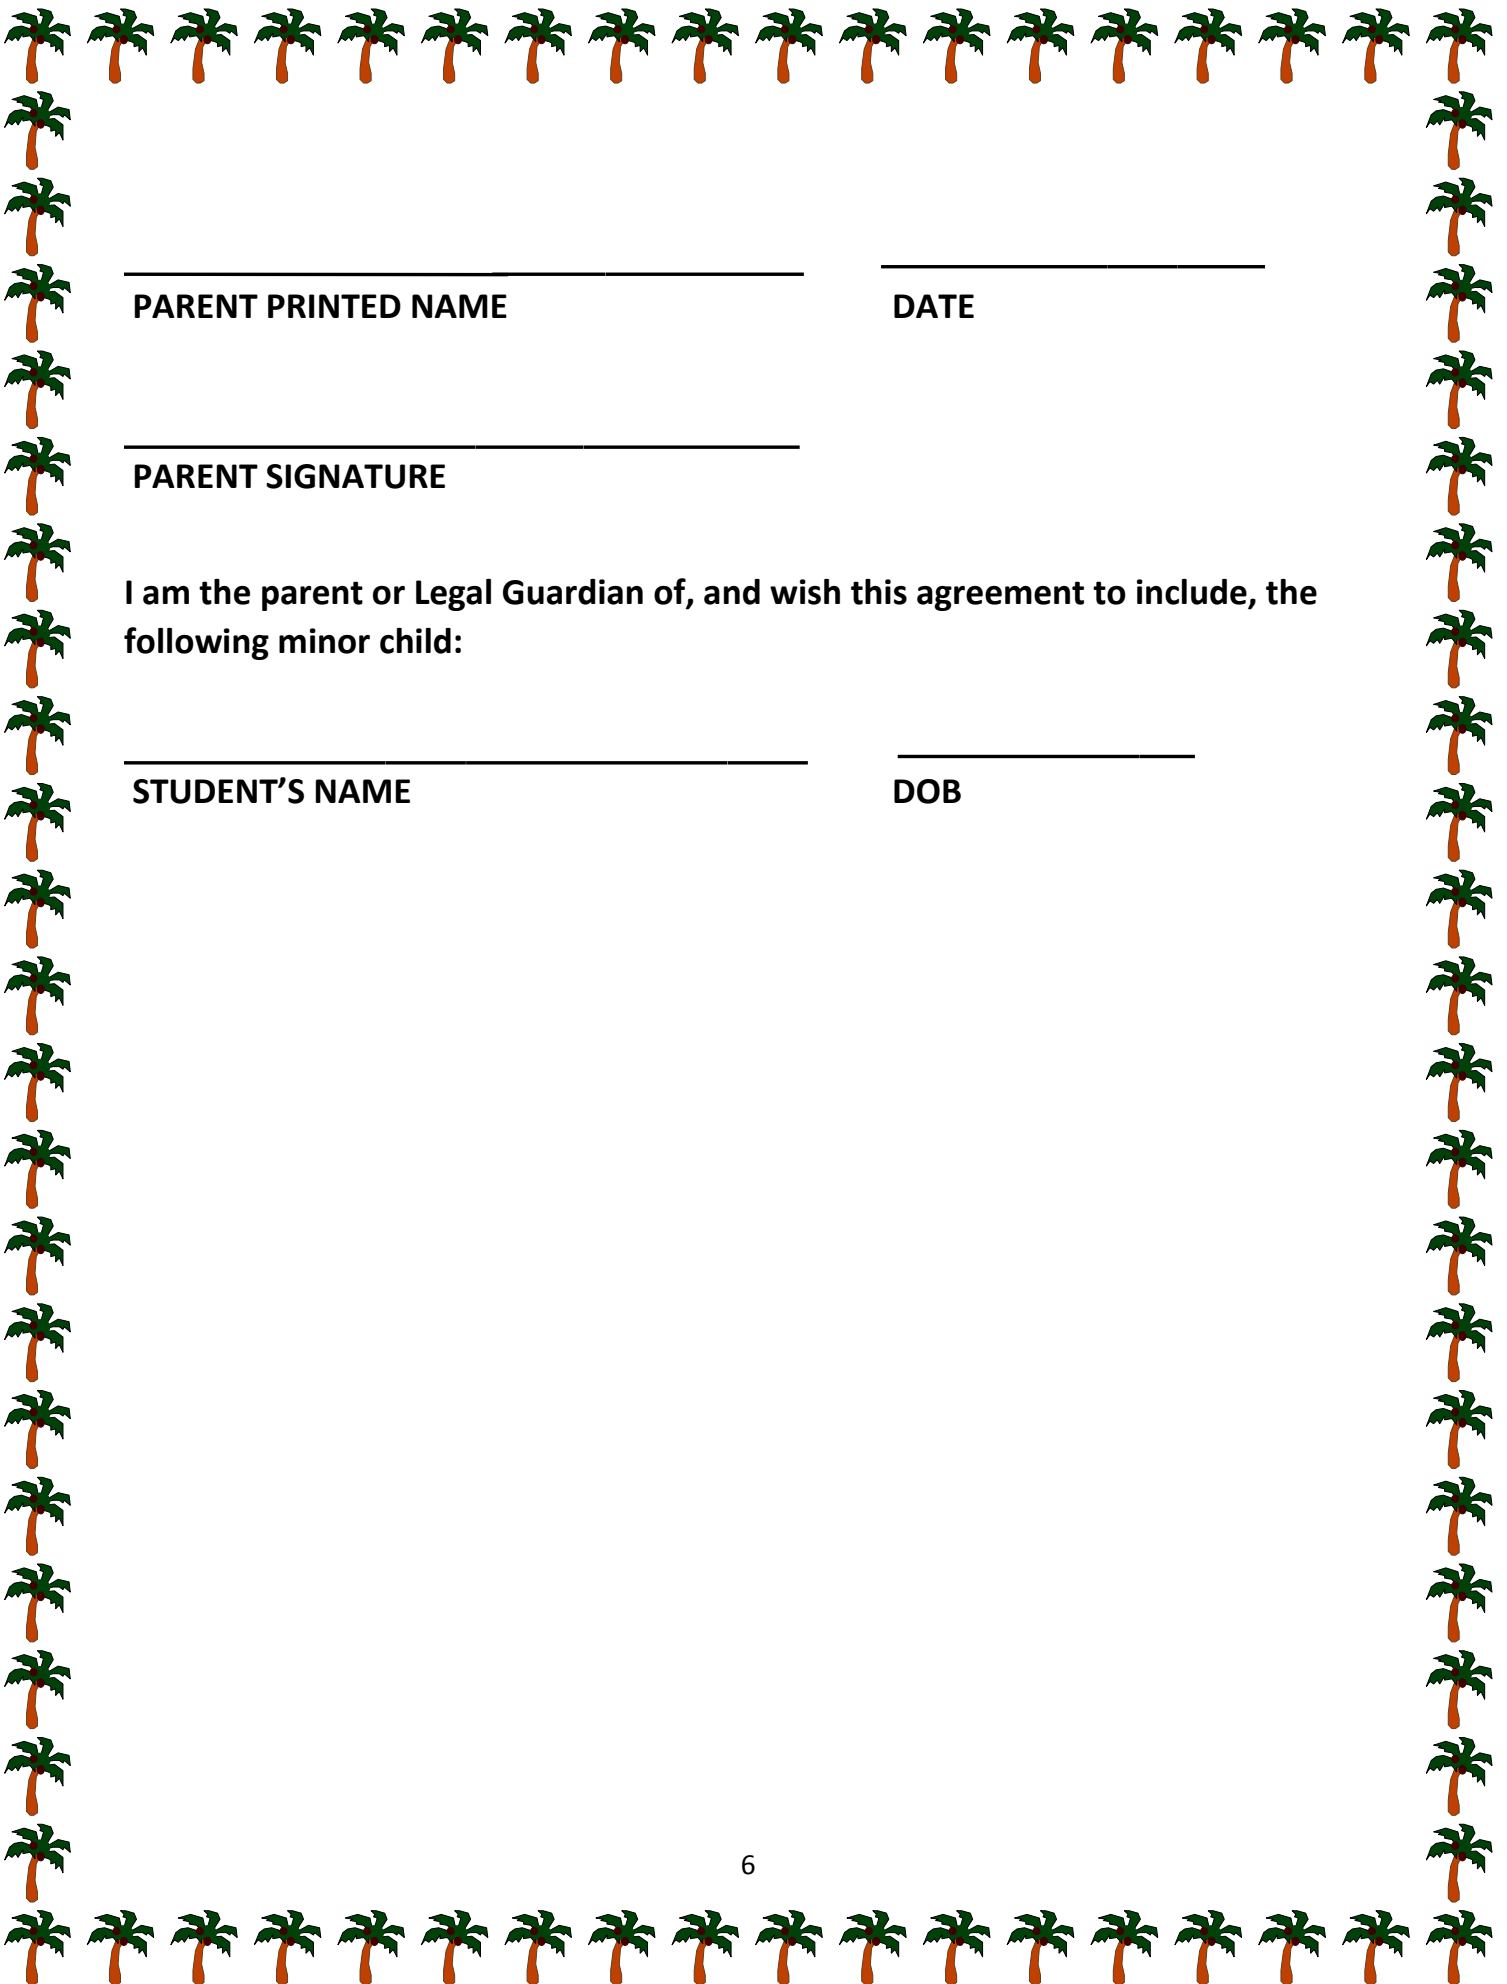 PARENT PRINTED NAME DATE
PARENT SIGNATURE
I am the parent or Legal Guardian of, and wish this agreement to include, the
following minor child:
STUDENT’S NAME DOB
6